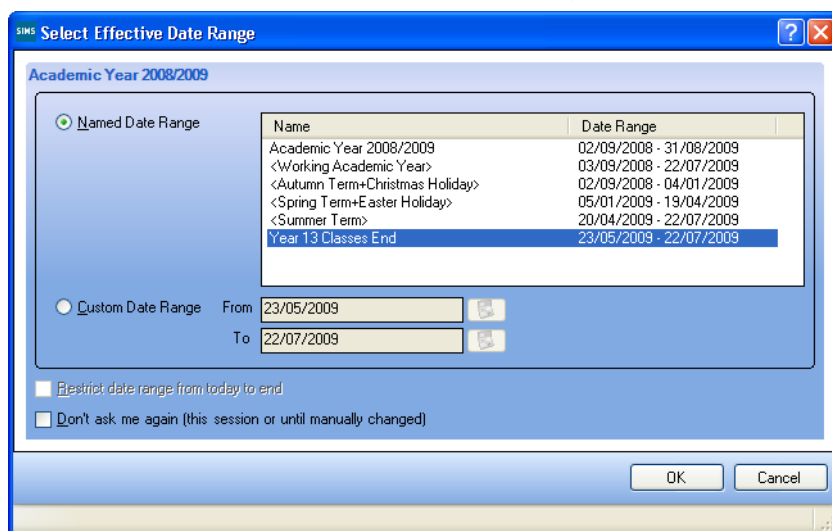 SIMS Select Effective Date Range
Academic Year 2008/2009
Named Date Range
Name Date Range
Academic Year 2008/2009 02/09/2008 - 31/08/2009
<Working Academic Year> 03/09/2008 - 22/07/2009
<Autumn Term+Christmas Holiday> 02/09/2008 - 04/01/2009
<Spring Term+Easter Holiday> 05/01/2009 - 19/04/2009
<Summer Term> 20/04/2009 - 22/07/2009
Year 13 Classes End 23/05/2009 - 22/07/2009
Custom Date Range From 23/05/2009
To 22/07/2009
Restrict date range from today to end
Don't ask me again (this session or until manually changed)
OK Cancel